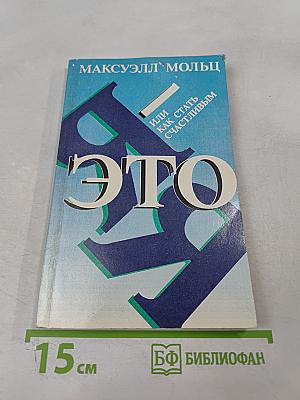 МАКСУЭЛЛ МОЛЬЦ
Я
—
ИЛИ
КАК СТАТЬ
СЧАСТЛИВЫМ
ЭТО
Я
15 см
БФ БИБЛИОФАН